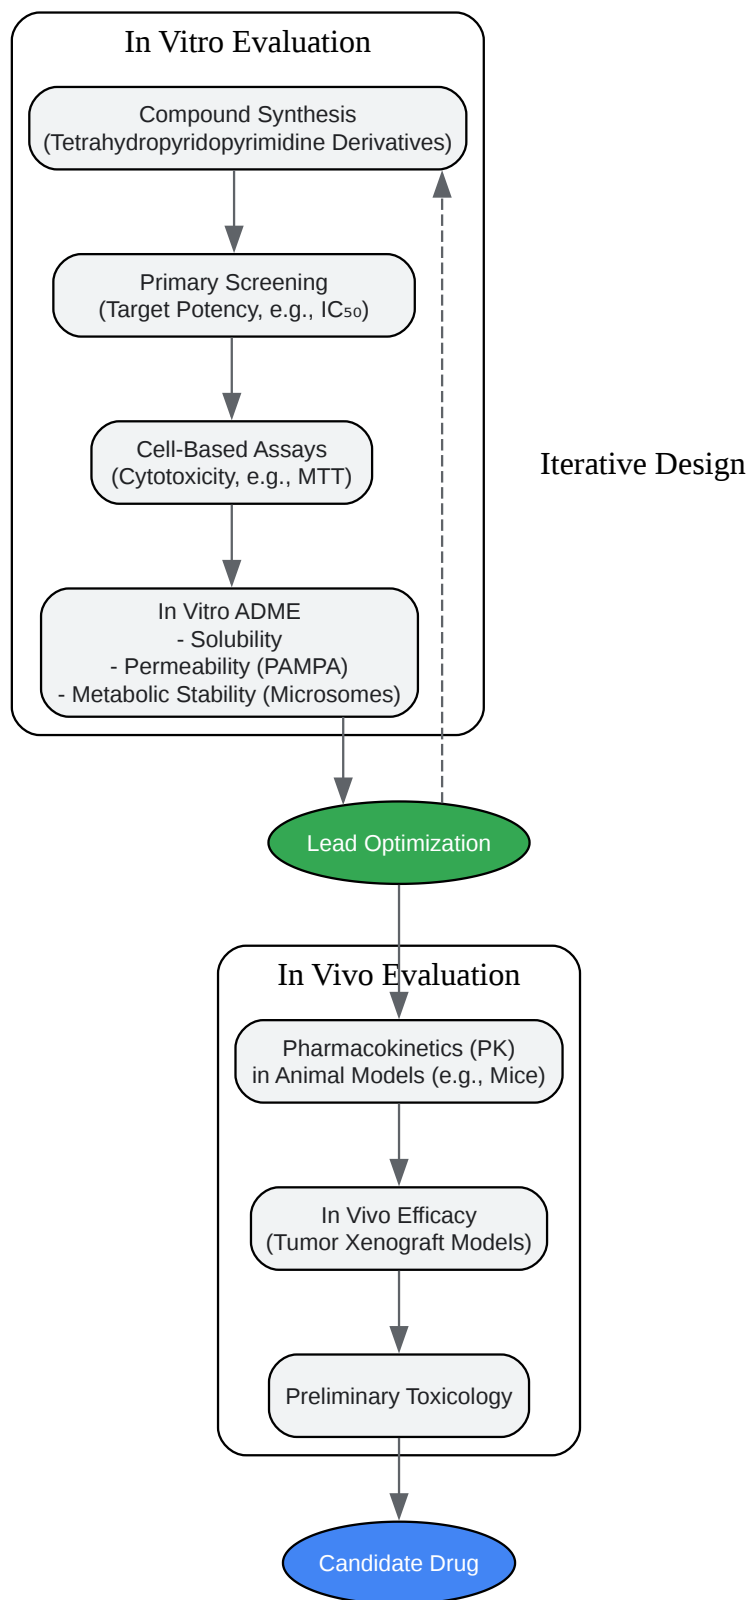 In Vitro Evaluation
Compound Synthesis
(Tetrahydropyridopyrimidine Derivatives)
Primary Screening
(Target Potency, e.g., IC₅₀)
Cell-Based Assays
(Cytotoxicity, e.g., MTT)
Iterative Design
In Vitro ADME
- Solubility
- Permeability (PAMPA)
- Metabolic Stability (Microsomes)
Lead Optimization
In Vivo Evaluation
Pharmacokinetics (PK)
in Animal Models (e.g., Mice)
In Vivo Efficacy
(Tumor Xenograft Models)
Preliminary Toxicology
Candidate Drug